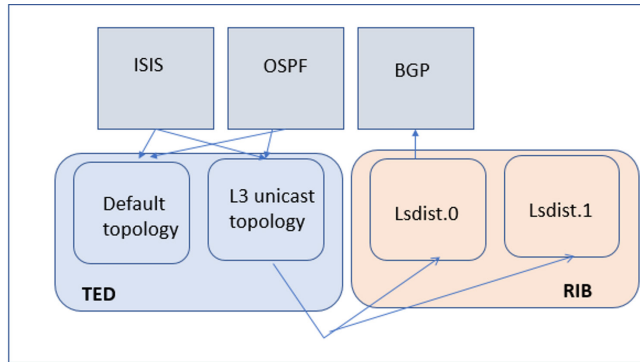 ISIS
OSPF
BGP
Default
topology
L3 unicast
topology
Lsdist.0
Lsdist.1
TED
RIB